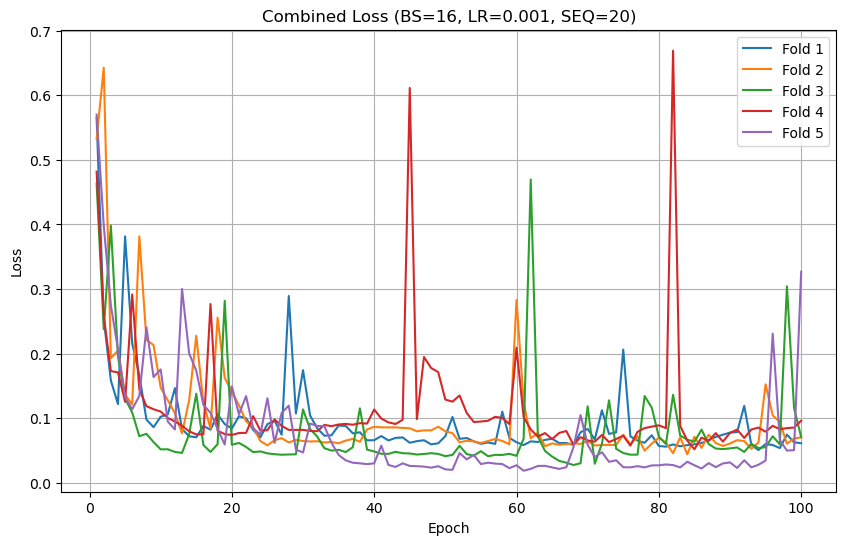 Combined Loss (BS=16, LR=0.001, SEQ=20)
0.7
0.6
0.5
0.4
0.3
0.2
0.1
0.0
Loss
Fold 1
Fold 2
Fold 3
Fold 4
Fold 5
0 20 40 60 80 100
Epoch